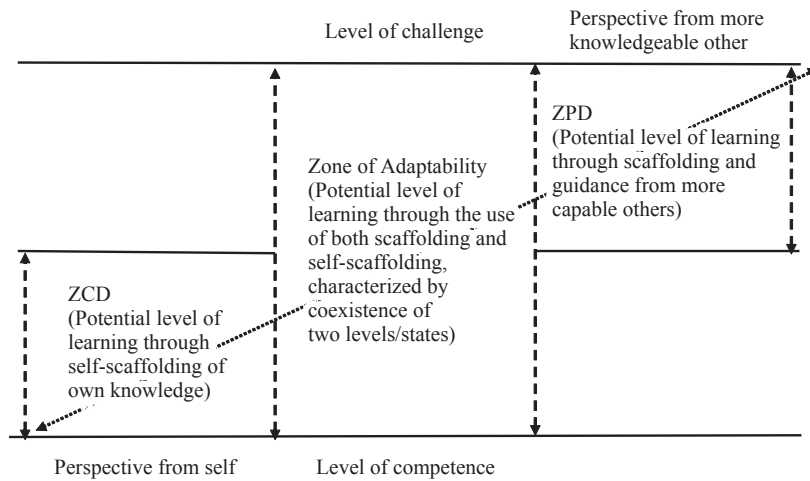 Level of challenge
Perspective from more
knowledgeable other
ZPD
(Potential level of learning
through scaffolding and
guidance from more
capable others)
Zone of Adaptability
(Potential level of
learning through the use
of both scaffolding and
self-scaffolding,
characterized by
coexistence of
two levels/states)
ZCD
(Potential level of
learning through
self-scaffolding of
own knowledge)
Perspective from self
Level of competence